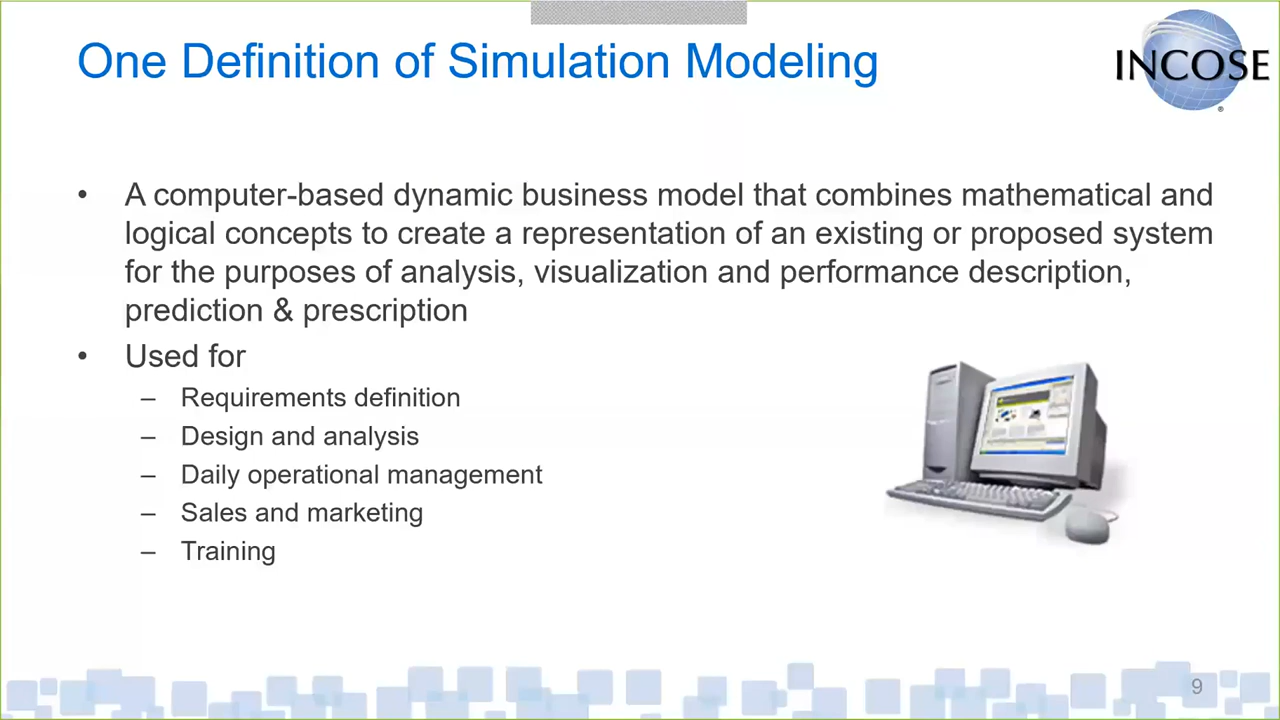 One Definition of Simulation Modeling
INCOSE
®
• A computer-based dynamic business model that combines mathematical and
logical concepts to create a representation of an existing or proposed system
for the purposes of analysis, visualization and performance description,
prediction & prescription
• Used for
– Requirements definition
– Design and analysis
– Daily operational management
– Sales and marketing
– Training
9